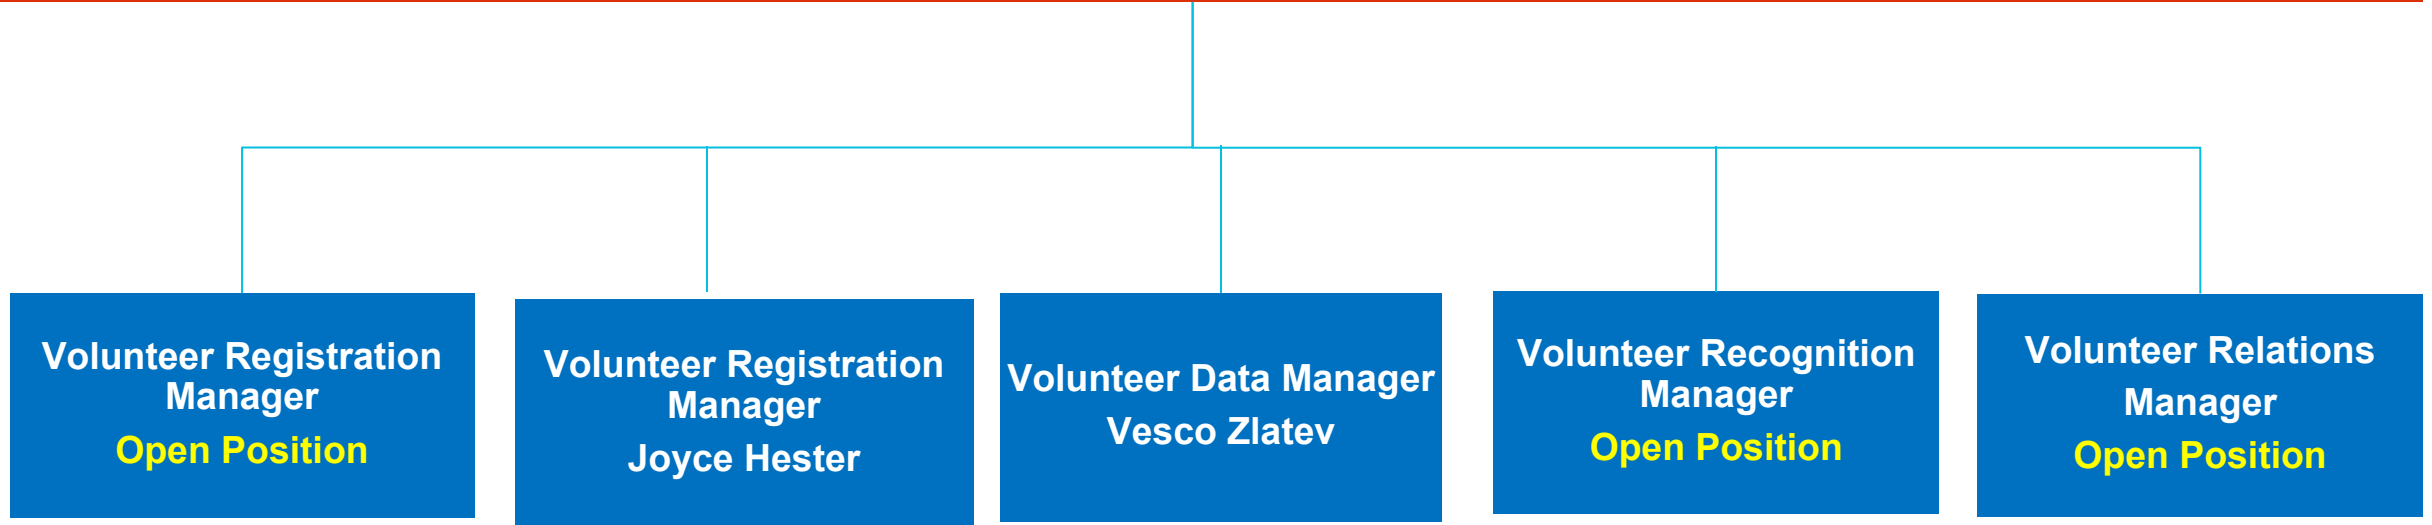 Volunteer Registration
Manager
Open Position
Volunteer Registration
Manager
Joyce Hester
Volunteer Data Manager
Vesco Zlatev
Volunteer Recognition
Manager
Open Position
Volunteer Relations
Manager
Open Position